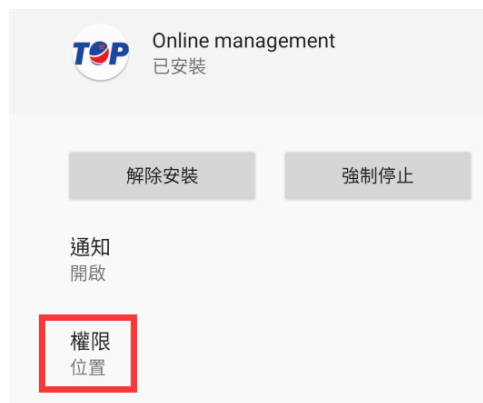 TOP
Online management
已安裝
解除安裝
強制停止
通知
開啟
權限
位置